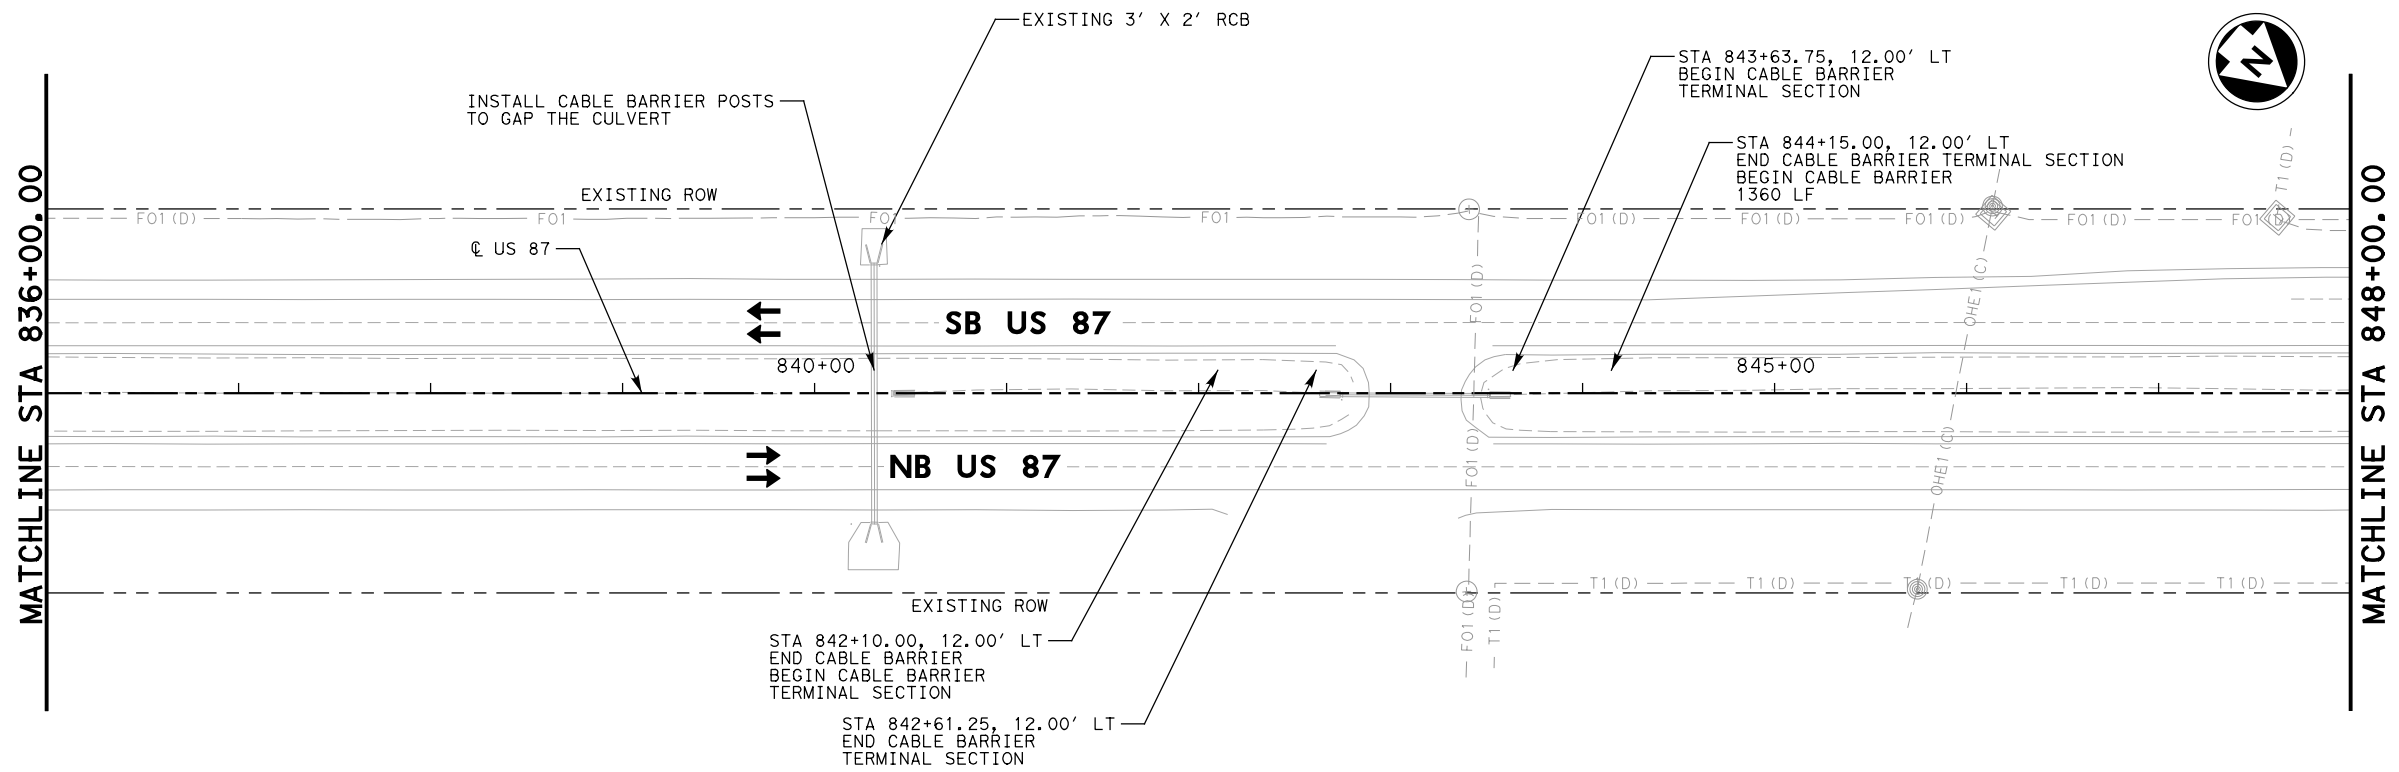 EXISTING 3' X 2' RCB
STA 843+63.75, 12.00' LT
BEGIN CABLE BARRIER
TERMINAL SECTION
INSTALL CABLE BARRIER POSTS
TO GAP THE CULVERT
STA 844+15.00, 12.00' LT
END CABLE BARRIER TERMINAL SECTION
BEGIN CABLE BARRIER
1360 LF
N
T1(D)
EXISTING ROW
FO1(D)
FO1
FO1
FO1
FO1(D)
FO1(D)
FO1(D)
FO1(D)
FO1(D)
℄ US 87
MATCHLINE STA 836+00.00
MATCHLINE STA 848+00.00
FO1(D)
OHE1(C)
SB US 87
840+00
845+00
NB US 87
FO1(D)
OHE1(C)
T1(D)
T1(D)
T1(D)
T1(D)
T1(D)
EXISTING ROW
FO1(D)
T1(D)
STA 842+10.00, 12.00' LT
END CABLE BARRIER
BEGIN CABLE BARRIER
TERMINAL SECTION
STA 842+61.25, 12.00' LT
END CABLE BARRIER
TERMINAL SECTION